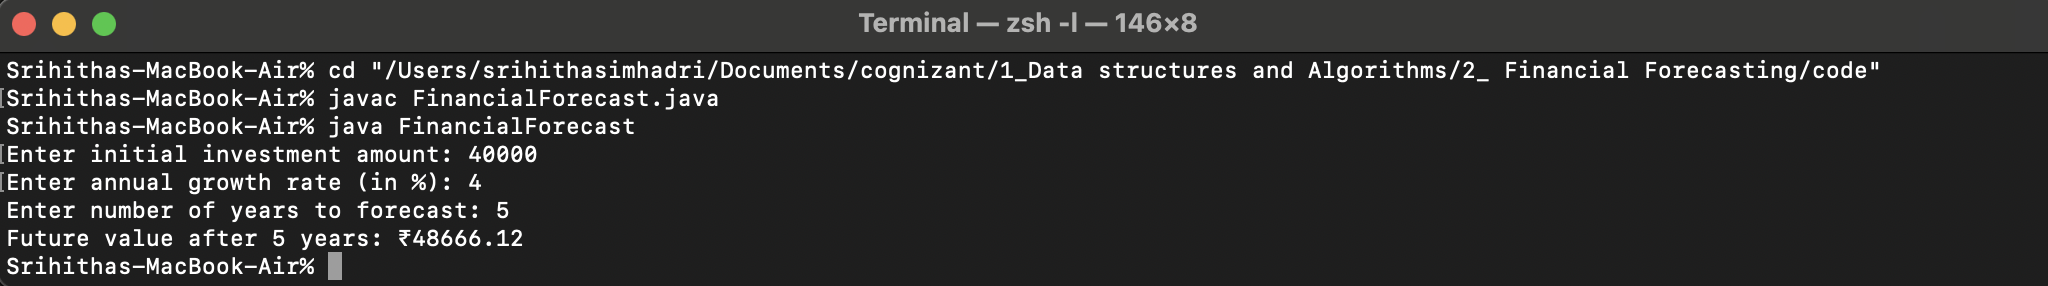 Terminal — zsh -l — 146×8
Srihithas-MacBook-Air% cd "/Users/srihithasimhadri/Documents/cognizant/1_Data structures and Algorithms/2_ Financial Forecasting/code"
Srihithas-MacBook-Air% javac FinancialForecast.java
Srihithas-MacBook-Air% java FinancialForecast
Enter initial investment amount: 40000
Enter annual growth rate (in %): 4
Enter number of years to forecast: 5
Future value after 5 years: ₹48666.12
Srihithas-MacBook-Air%